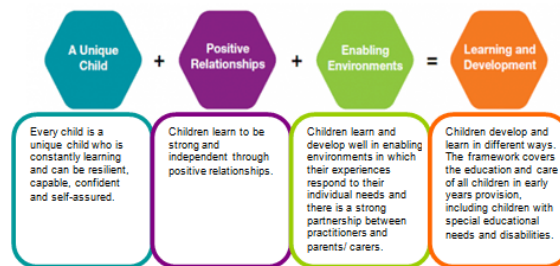 A Unique
Child
+
Positive
Relationships
+
Enabling
Environments
=
Learning and
Development
Every child is a
unique child who is
constantly learning
and can be resilient,
capable, confident
and self-assured.
Children learn to be
strong and
independent through
positive relationships.
Children learn and
develop well in enabling
environments in which
their experiences
respond to their
individual needs and
there is a strong
partnership between
practitioners and
parents/ carers.
Children develop and
learn in different ways.
The framework covers
the education and care
of all children in early
years provision,
including children with
special educational
needs and disabilities.